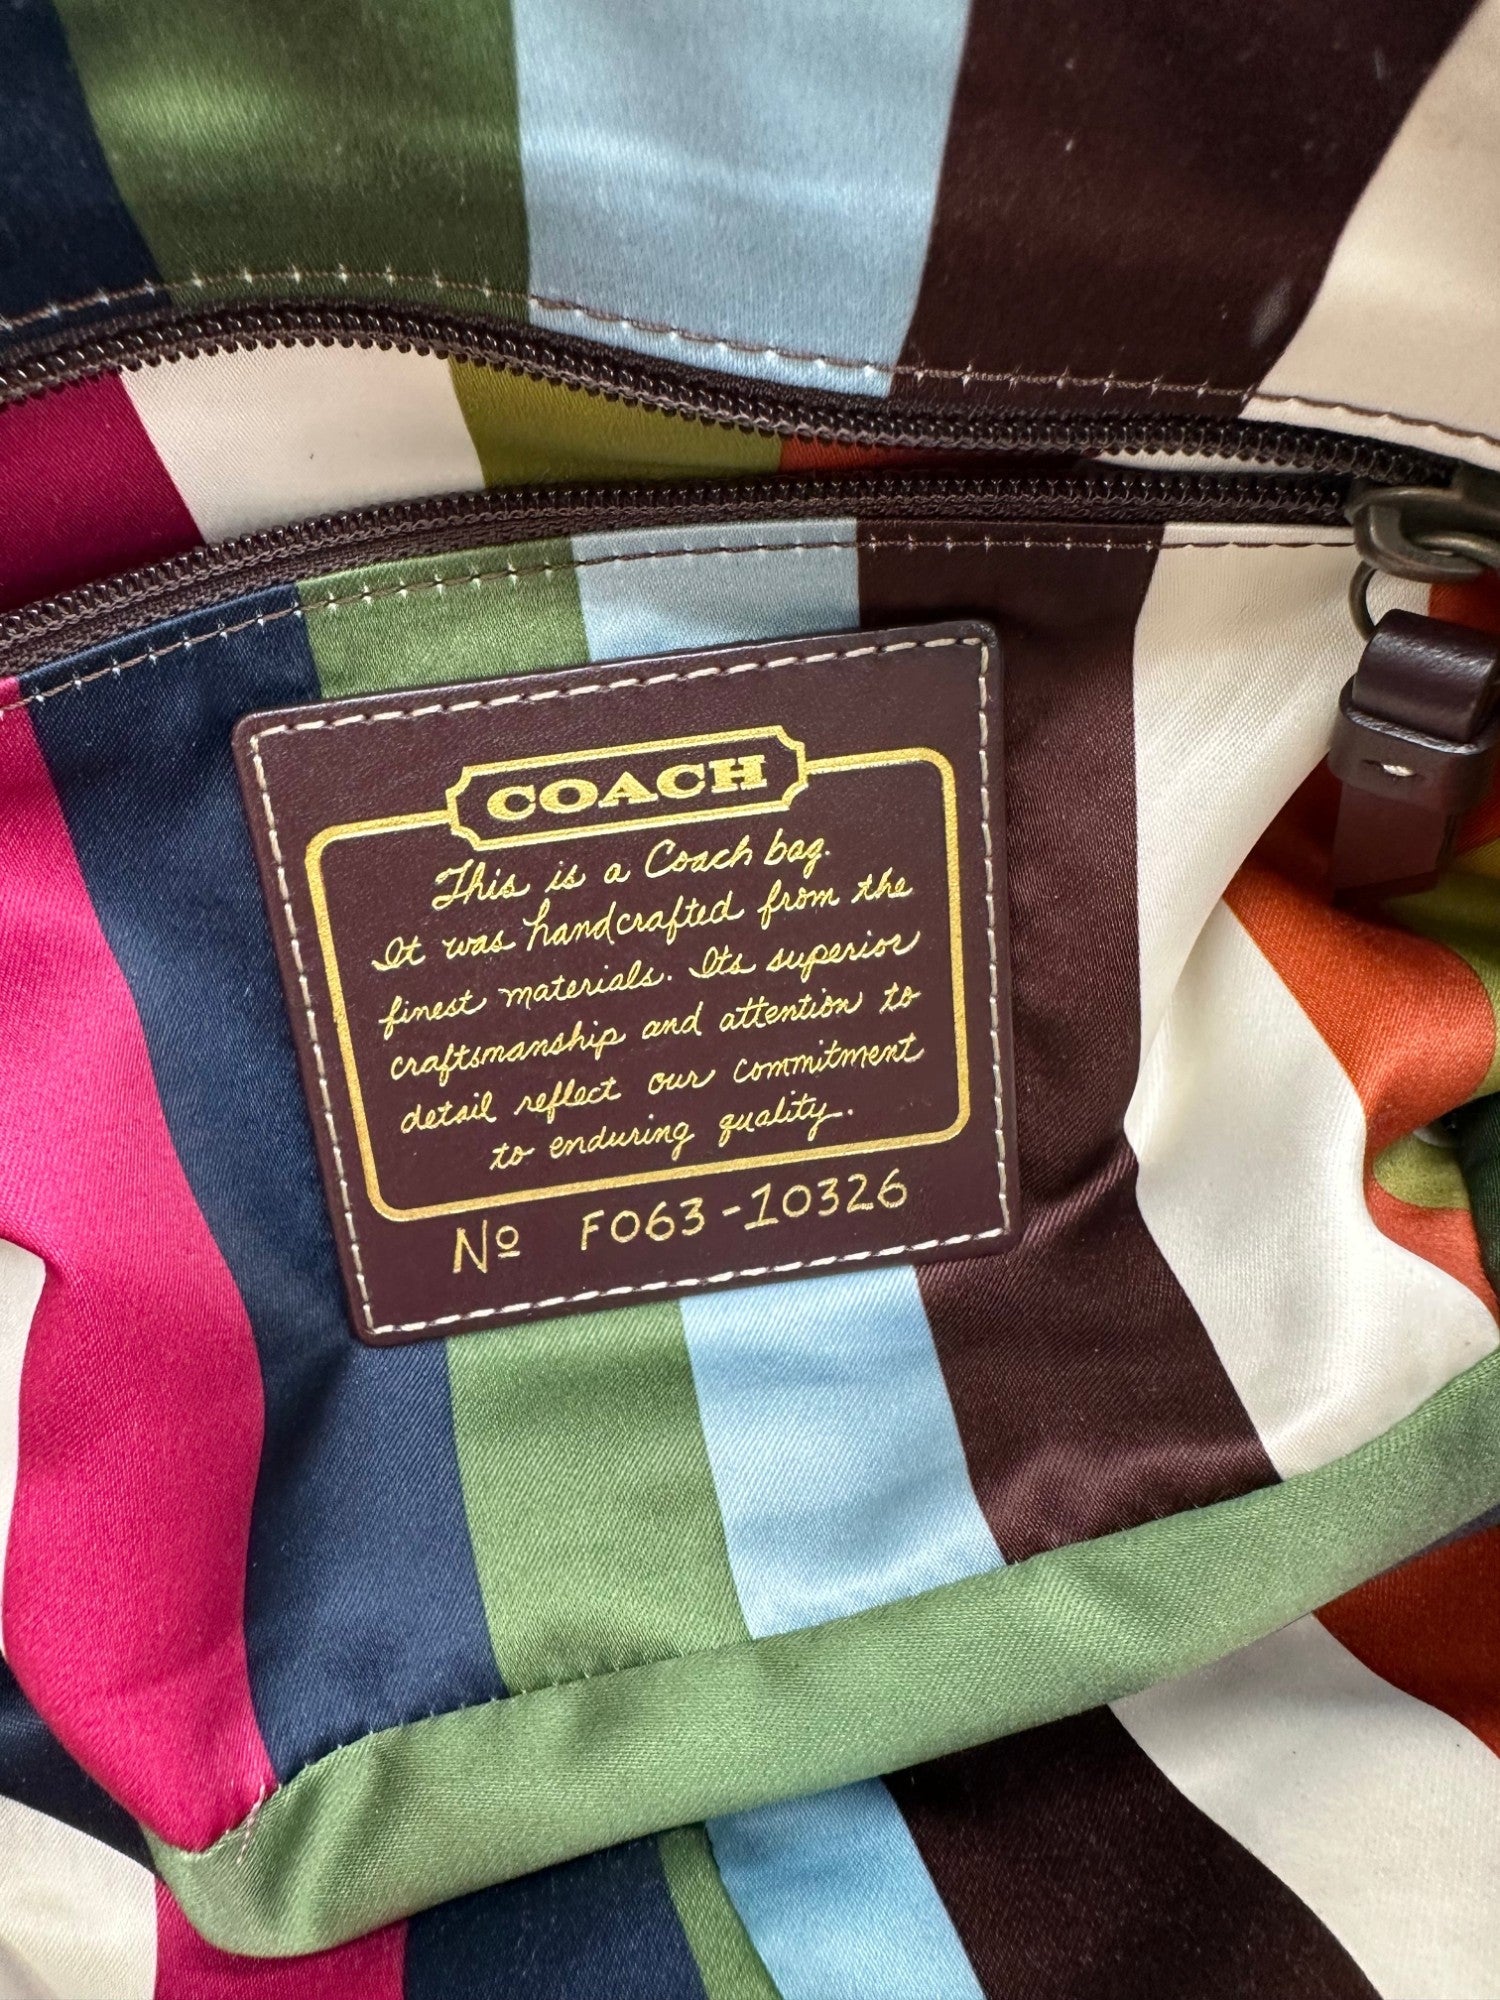 COACH
This is a Coach bag.
It was handcrafted from the
finest materials. Its superior
craftsmanship and attention to
detail reflect our commitment
to enduring quality.
Nº F063-10326